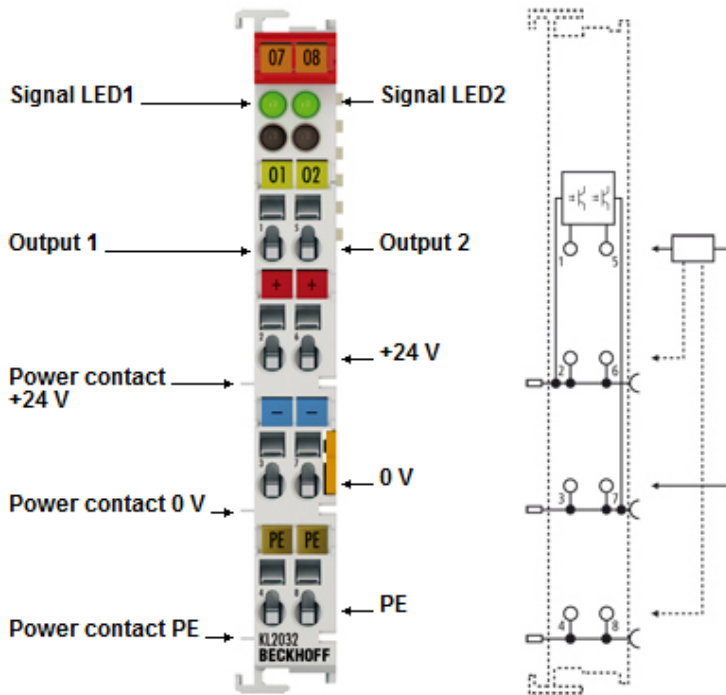 07 08
Signal LED1
Signal LED2
01 02
1 5
Output 1
Output 2
1 5
+ +
2 6
+24 V
2 6
Power contact
+24 V
- -
3 7
0 V
3 7
Power contact 0 V
PE PE
4 8
PE
4 8
Power contact PE
KL2032
BECKHOFF